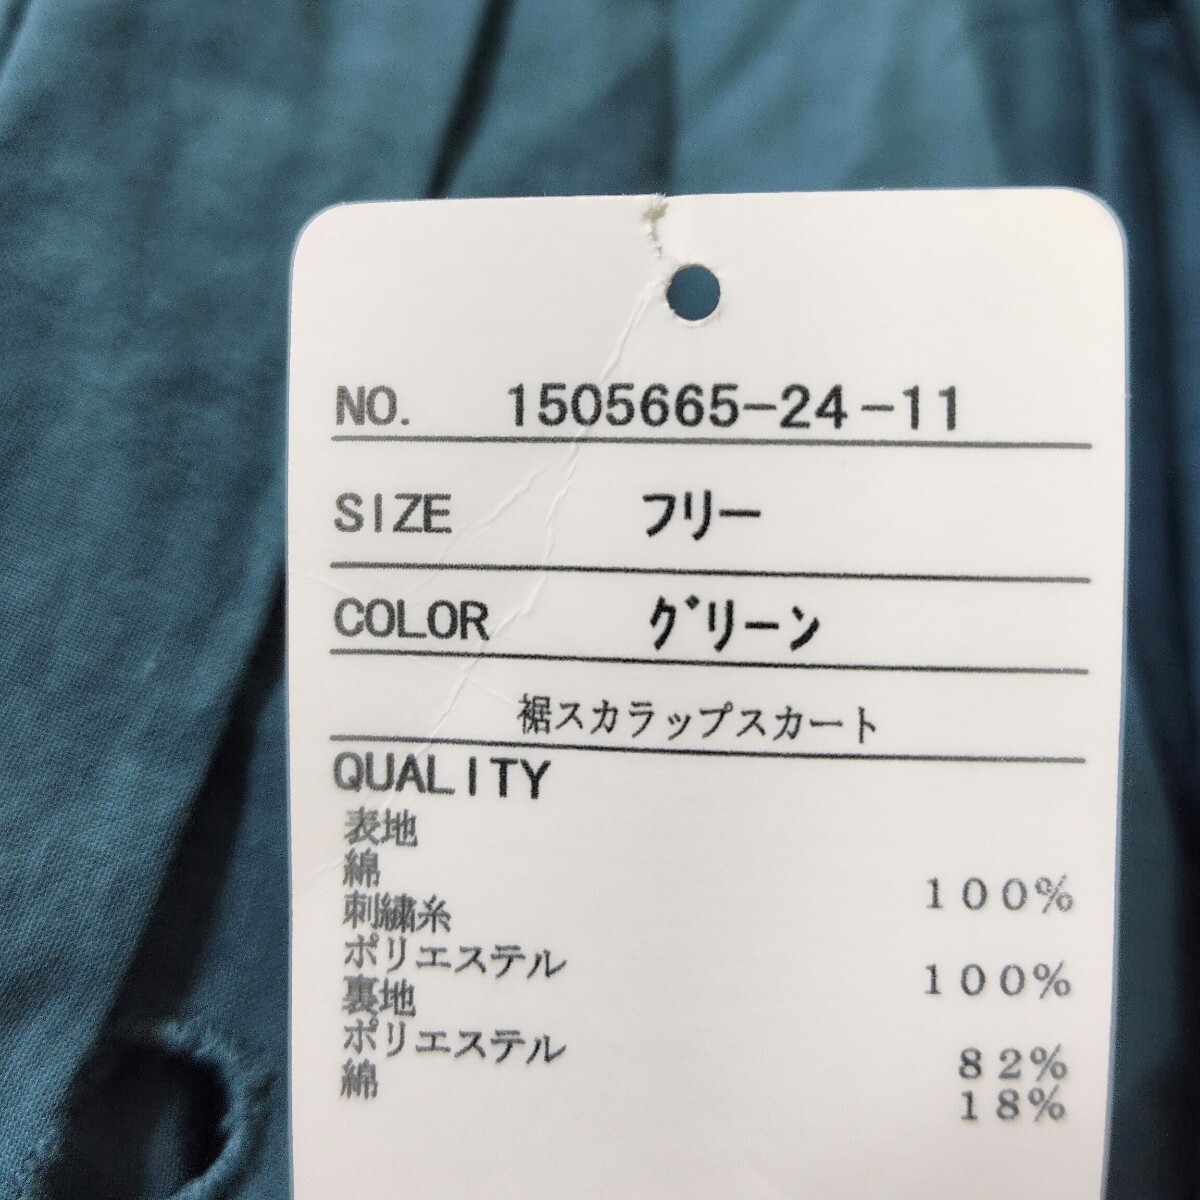 NO. 1505665-24-11
SIZE フリー
COLOR グリーン
裾スカラップスカート
QUALITY
表地
綿 100%
刺繍糸
ポリエステル 100%
裏地
ポリエステル 82%
綿 18%